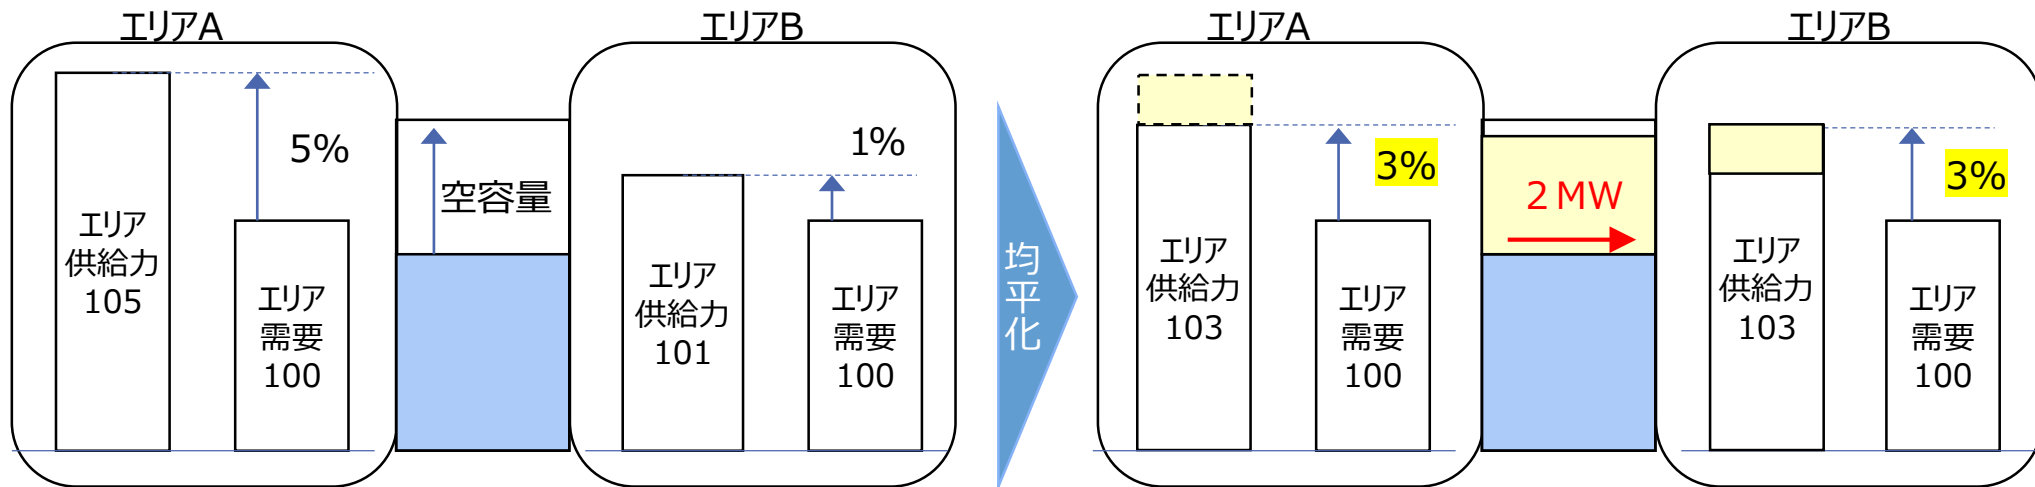 エリアA
エリア
供給力
105
5%
エリア
需要
100
空容量
エリアB
エリア
供給力
101
1%
エリア
需要
100
均平化
エリアA
エリア
供給力
103
3%
エリア
需要
100
2 MW
エリアB
エリア
供給力
103
3%
エリア
需要
100